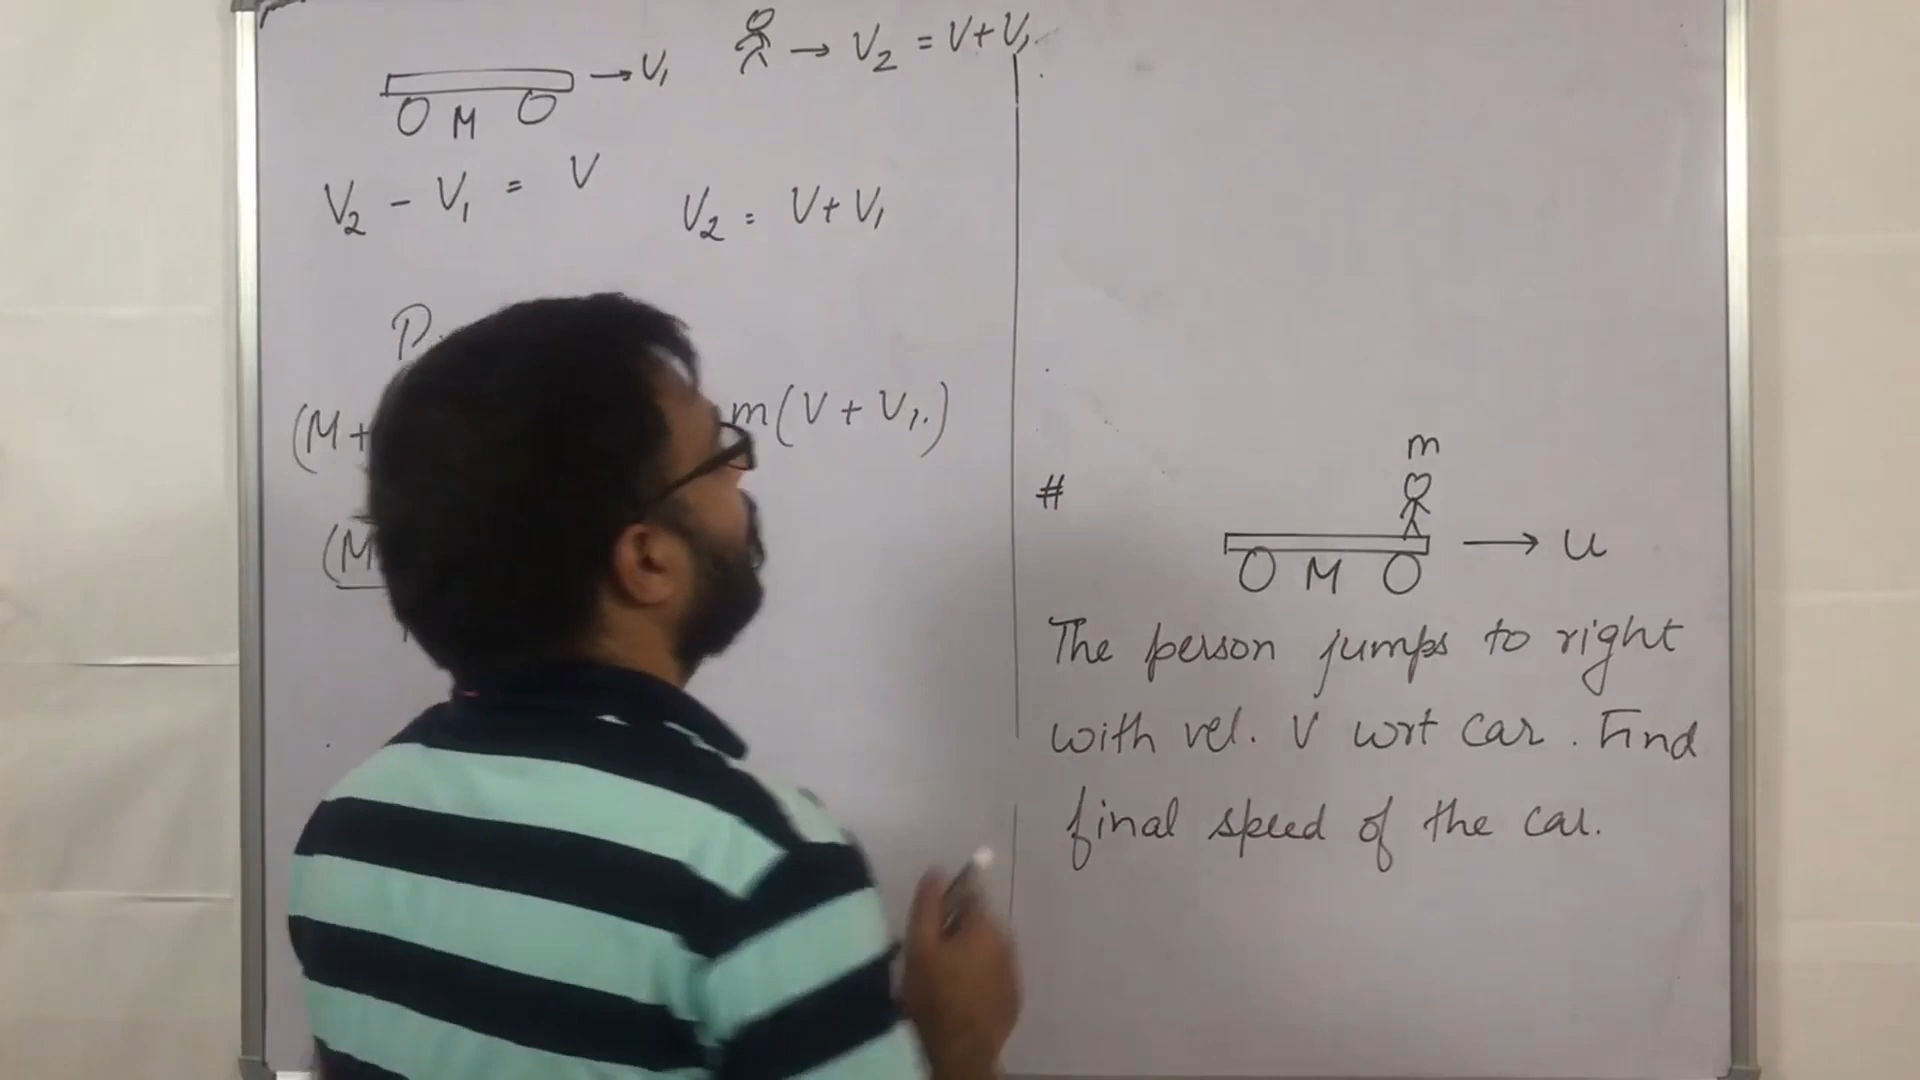 → V₁
→ V₂ = V+V₁
M
V₂ - V₁ = V
V₂ = V+V₁
P
(M+
m(V + V₁.)
(M
m
#
M
→ u
The person jumps to right
with vel. V wrt car. Find
final speed of the car.